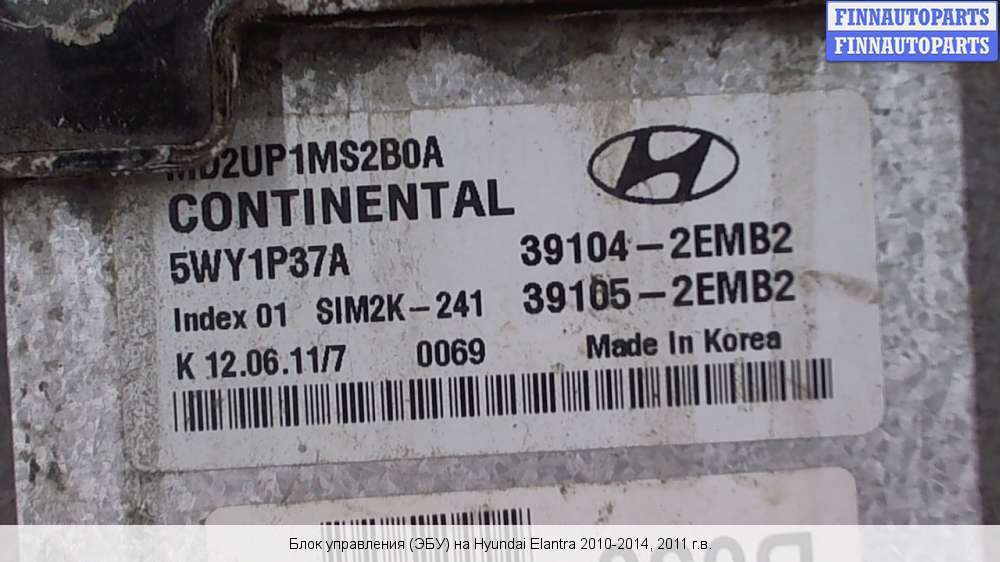 FINNAUTOPARTS
FINNAUTOPARTS
MD2UP1MS2B0A
CONTINENTAL
5WY1P37A
39104-2EMB2
Index 01 SIM2K-241
39105-2EMB2
K 12.06.11/7 0069 Made In Korea
Блок управления (ЭБУ) на Hyundai Elantra 2010-2014, 2011 г.в.